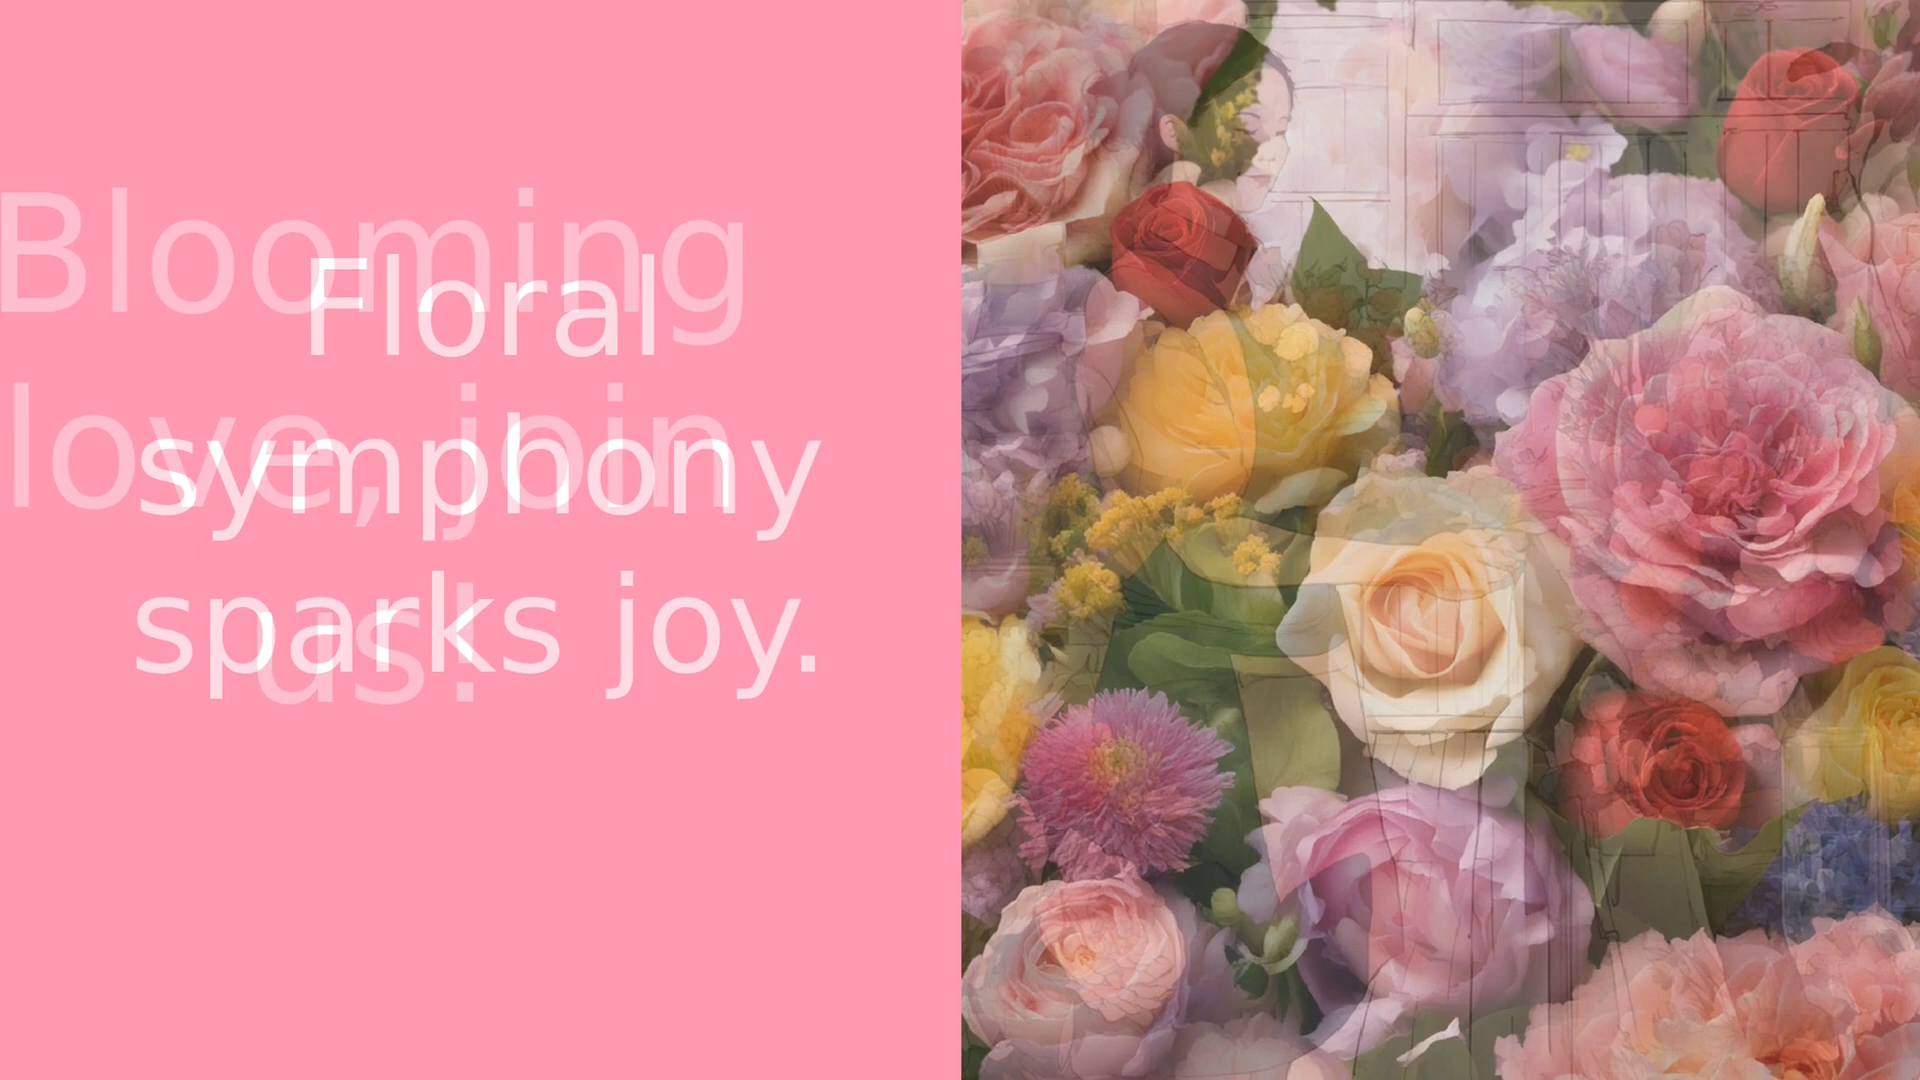 Blooming
love, join
us!
Floral
symphony
sparks joy.